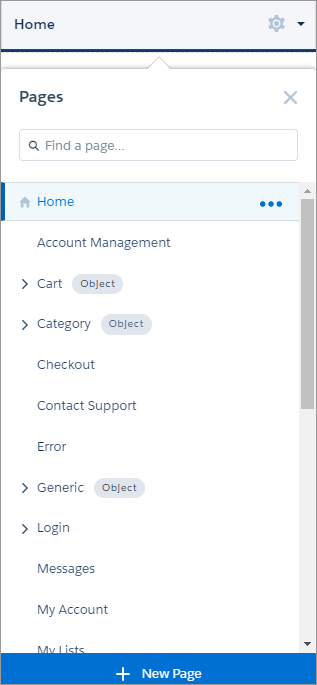 Home
Pages
Find a page...
Home
Account Management
Cart Object
Category Object
Checkout
Contact Support
Error
Generic Object
Login
Messages
My Account
My Lists
New Page